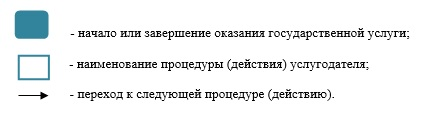 - начало или завершение оказания государственной услуги;
- наименование процедуры (действия) услугодателя;
- переход к следующей процедуре (действию).